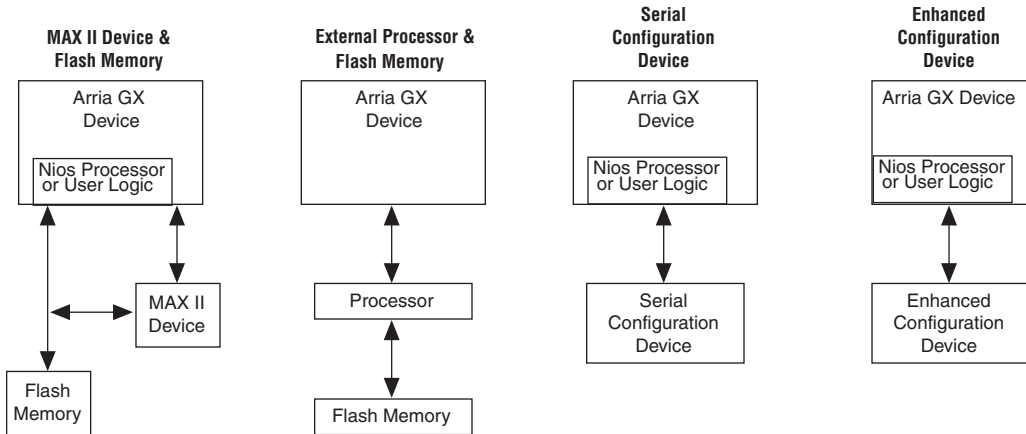 MAX II Device &
Flash Memory
Arria GX
Device
Nios Processor
or User Logic
MAX II
Device
Flash
Memory
External Processor &
Flash Memory
Arria GX
Device
Processor
Flash Memory
Serial
Configuration
Device
Arria GX
Device
Nios Processor
or User Logic
Serial
Configuration
Device
Enhanced
Configuration
Device
Arria GX Device
Nios Processor
or User Logic
Enhanced
Configuration
Device